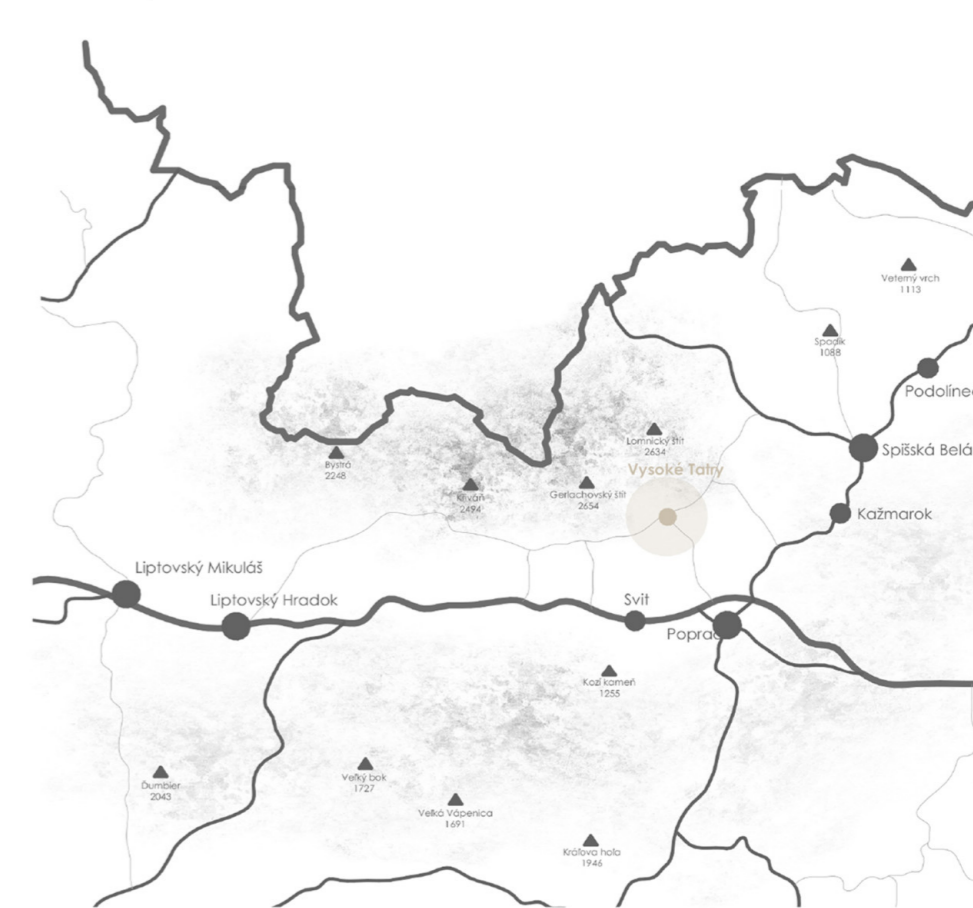 Veterný vrch
1113
Spadik
1088
Podolíne
Lomnický štít
2634
Spišská Belá
Bystrá
2248
Vysoké Tatry
Kriváň
2494
Gerlachovský štít
2654
Kažmarok
Liptovský Mikuláš
Liptovský Hradok
Svit
Poprad
Kozí kameň
1255
Ďumbier
2043
Veľký bok
1727
Veľká Vápenica
1691
Kráľova hoľa
1946